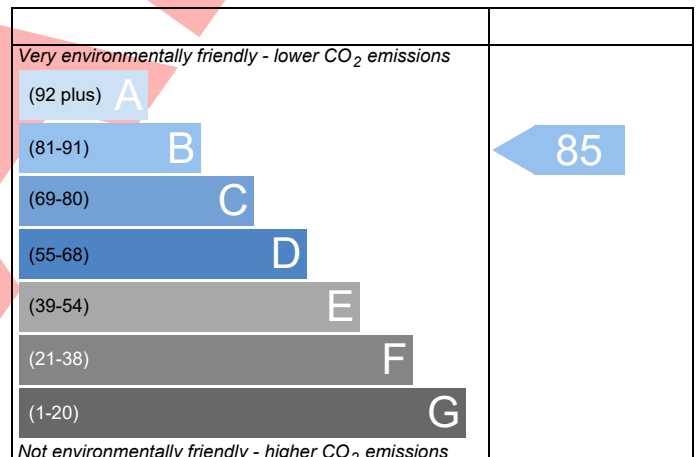 Very environmentally friendly - lower CO₂ emissions
(92 plus) A
(81-91) B
85
(69-80) C
(55-68) D
(39-54) E
(21-38) F
(1-20) G
Not environmentally friendly - higher CO₂ emissions